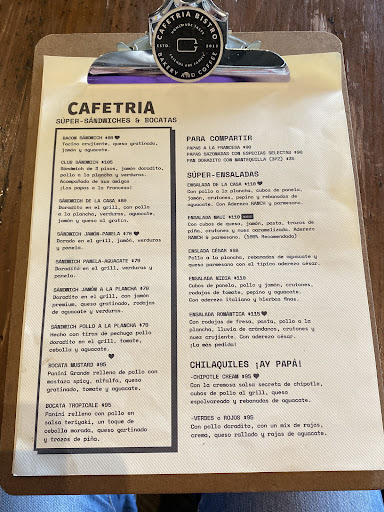 CAFETRIA BISTRO
ESTD. 2013
BAKERY AND COFFEE
CAFETRIA
SÚPER-SÁNDWICHES & BOCATAS
BACON SÁNDWICH $95
Tocino crujiente, queso gratinado,
jamón y aguacate.
CLUB SÁNDWICH $105
Sándwich de 3 pisos, jamón doradito,
pollo a la plancha y verduras.
Acompañado de sus amigas
¡Las papas a la francesa!
SÁNDWICH DE LA CASA $80
Doradito en el grill, con pollo
a la plancha, verduras, aguacate,
jamón y queso al gratín.
SÁNDWICH JAMÓN-PANELA $70
Dorado en el grill, jamón, verduras
y panela.
SÁNDWICH PANELA-AGUACATE $70
Doradito en el grill, verduras y
panela.
SÁNDWICH JAMÓN A LA PLANCHA $70
Doradito en el grill, con jamón
premium, queso gratinado, rodajas
de aguacate y verduras.
SÁNDWICH POLLO A LA PLANCHA $70
Hecho con tiras de pechuga pollo
doradito en el grill, tomate,
cebolla y aguacate.
BOCATA MUSTARD $95
Panini Grande relleno de pollo con
mostaza spicy, alfalfa, queso
gratinado, tomate y aguacate.
BOCATA TROPICALE $95
Panini relleno con pollo en
salsa teriyaki, un toque de
cebolla morada, queso gartinado
y trozos de piña.
PARA COMPARTIR
PAPAS A LA FRANCESA
PAPAS SAZONADAS CON ESPECIAS SELECTAS
PAN DORADITO CON MANTEQUILLA (3PZ) $25
SÚPER-ENSALADAS
ENSALADA DE LA CASA $110
Con pollo a la plancha, cubos de panela,
jamón, crutones, pepino y rebanadas de
aguacate. Con Aderezo RANCH y parmesano.
ENSALADA MAUI $110
Con cubos de queso, jamón, pasta, trozos de
piña, crutones y nuez caramelizada. Aderezo
RANCH & parmesano. (100% Recomendada)
ENSALADA CÉSAR
Pollo a la plancha, rebanadas de aguacate y
queso parmesano con el típico aderezo césar.
ENSALADA NIZZA $110
Cubos de panela, pollo y jamón, crutones,
rodajas de tomate, pepino y aguacate.
Con aderezo italiano y hierbas finas.
ENSALADA ROMÁNTICA $115
Con rodajas de fresa, pasta, pollo a la
plancha, lluvia de arándanos, crutones y
nuez crujiente. Con aderezo césar.
¡La más pedida!
CHILAQUILES ¡AY PAPÁ!
-CHIPOTLE CREAM $95
Con la cremosa salsa secreta de chipotle,
cubos de pollo al grill, queso
espolvoreado y rebanadas de aguacate.
-VERDES o ROJOS $95
Con pollo doradito, con un mix de rajas,
crema, queso rallado y rajas de aguacate.